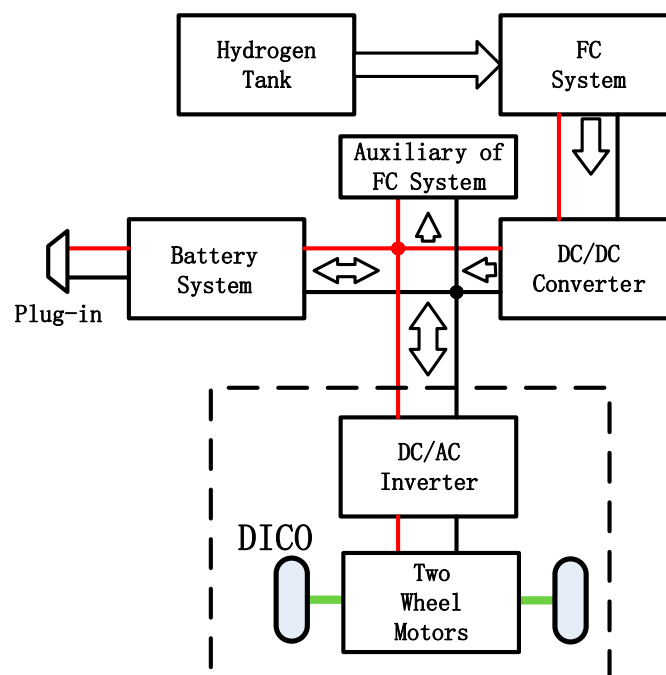 Hydrogen
Tank
FC
System
Auxiliary of
FC System
Battery
System
DC/DC
Converter
Plug-in
DC/AC
Inverter
DICO
Two
Wheel
Motors